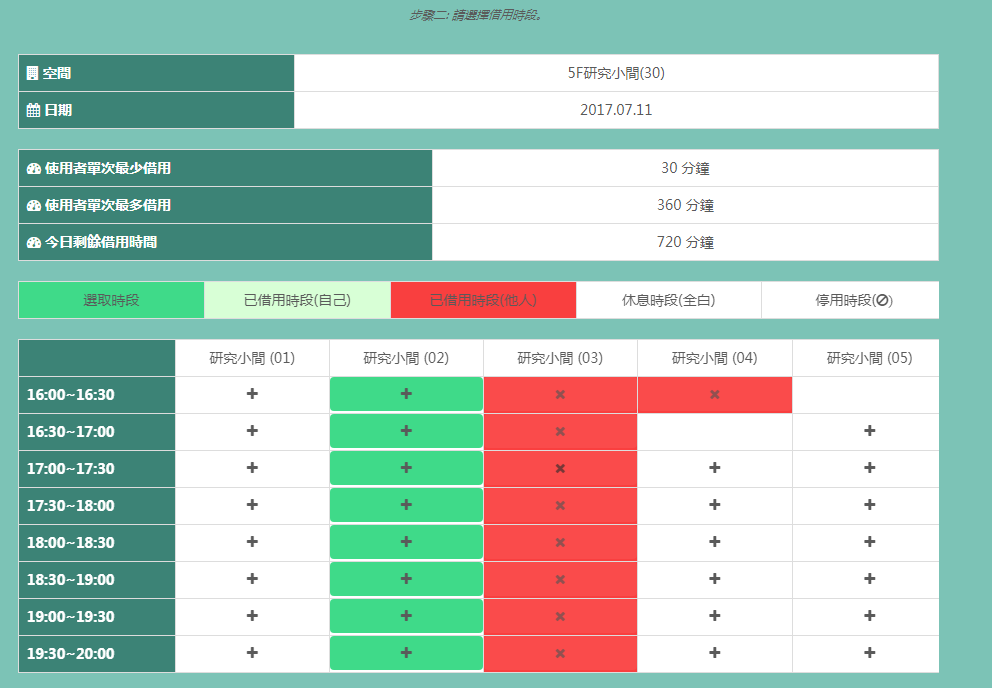 步驟二: 請選擇借用時段。
空間 5F研究小間(30)
日期 2017.07.11
使用者單次最少借用 30 分鐘
使用者單次最多借用 360 分鐘
今日剩餘借用時間 720 分鐘
選取時段 已借用時段(自己) 已借用時段(他人) 休息時段(全白) 停用時段(⊘)
研究小間 (01) 研究小間 (02) 研究小間 (03) 研究小間 (04) 研究小間 (05)
16:00~16:30 + + × ×
16:30~17:00 + + × +
17:00~17:30 + + × + +
17:30~18:00 + + × + +
18:00~18:30 + + × + +
18:30~19:00 + + × + +
19:00~19:30 + + × + +
19:30~20:00 + + × + +